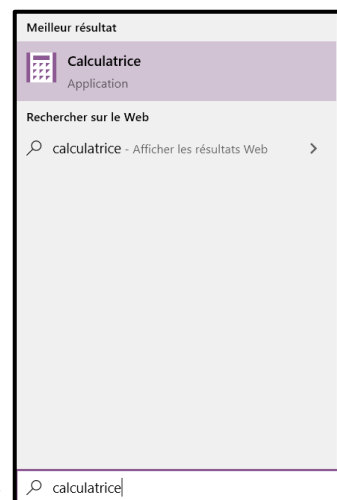 Meilleur résultat
Calculatrice
Application
Rechercher sur le Web
calculatrice - Afficher les résultats Web
calculatrice